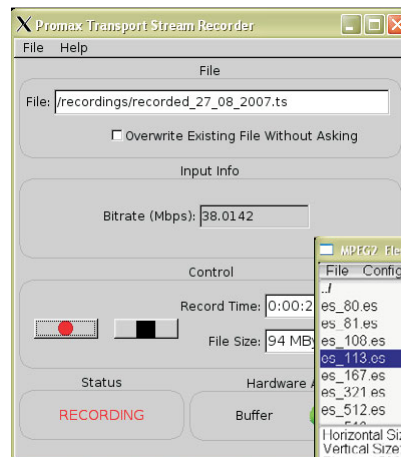 Promax Transport Stream Recorder
File Help
File
File: /recordings/recorded_27_08_2007.ts
Overwrite Existing File Without Asking
Input Info
Bitrate (Mbps): 38.0142
MPEG2 Ele
File Config
../
Control
es_80.es
Record Time: 0:00:2
es_81.es
es_108.es
File Size: 94 MBy
es_113.es
es_167.es
Status
Hardware A
es_321.es
RECORDING
Buffer
es_512.es
Horizontal Siz
Vertical Size: